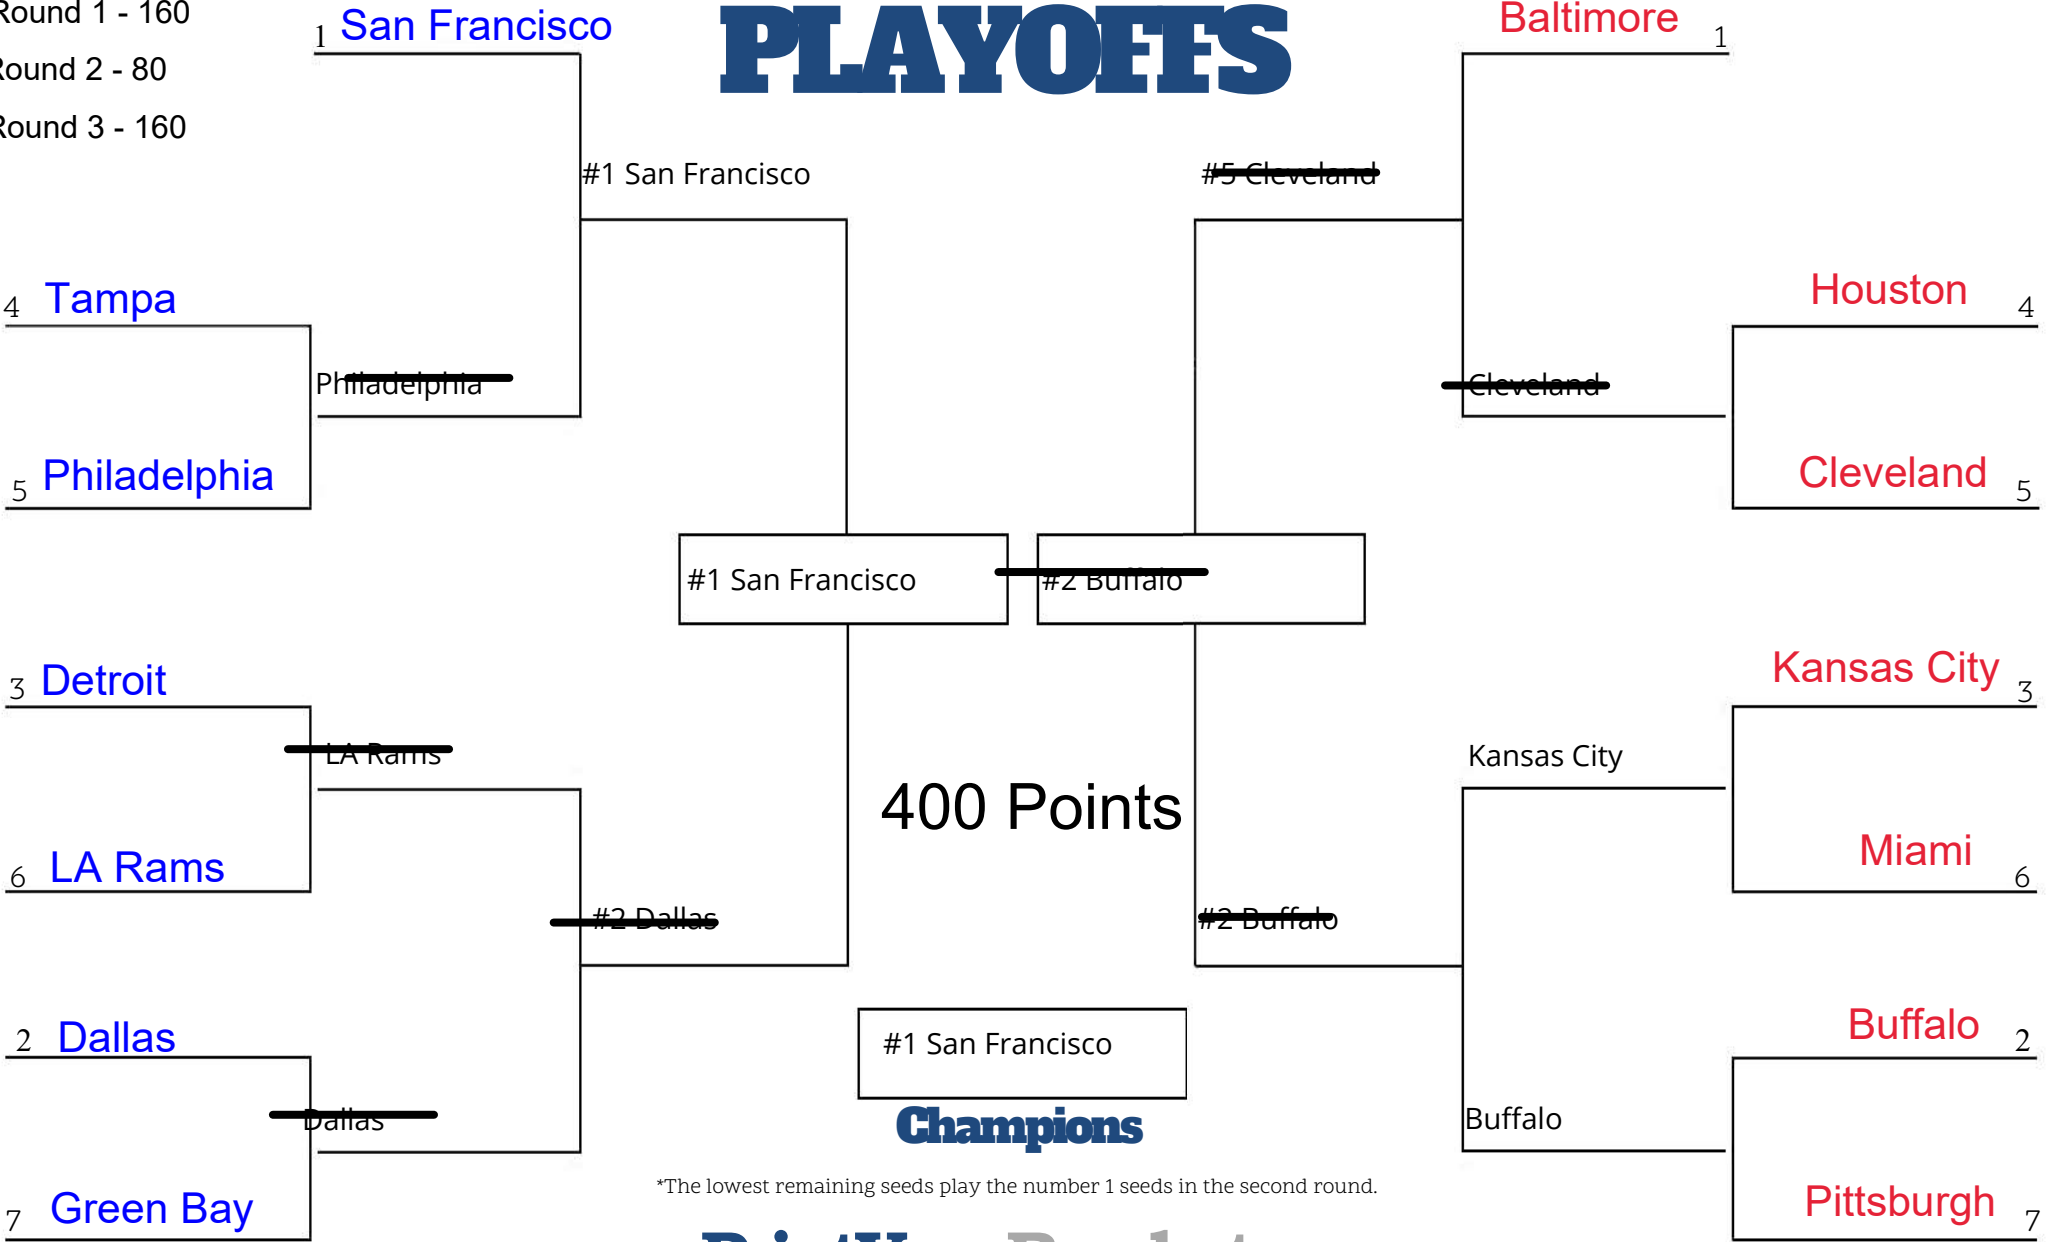 Round 1 - 160
San Francisco
1
PLAYOFFS
Baltimore
1
Round 2 - 80
Round 3 - 160
#1 San Francisco
#5 Cleveland
4 Tampa
Houston 4
Philadelphia
Cleveland
5 Philadelphia
Cleveland 5
#1 San Francisco
#2 Buffalo
3 Detroit
Kansas City 3
LA Rams
Kansas City
400 Points
6 LA Rams
Miami 6
#2 Dallas
#2 Buffalo
2 Dallas
Buffalo 2
#1 San Francisco
Champions
Dallas
Buffalo
*The lowest remaining seeds play the number 1 seeds in the second round.
7 Green Bay
Pittsburgh 7